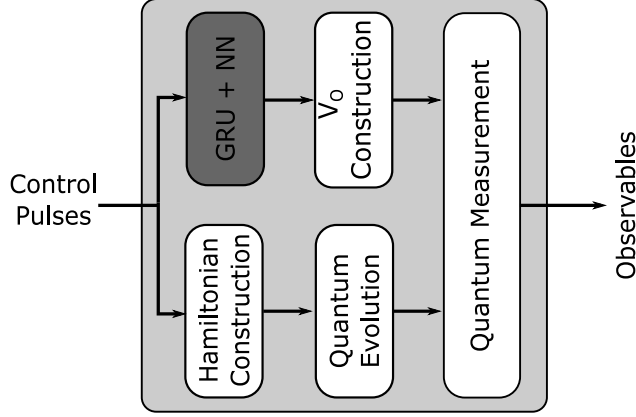 Control
Pulses
GRU + NN
V_O
Construction
Hamiltonian
Construction
Quantum
Evolution
Quantum Measurement
Observables